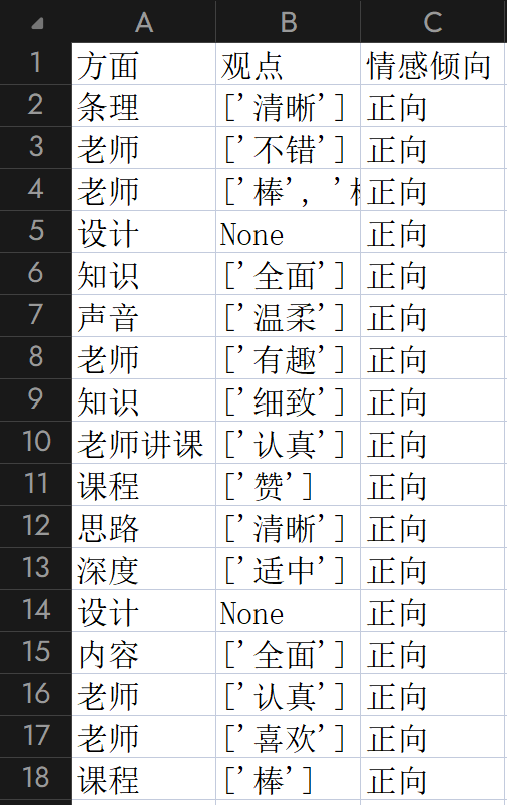 A B C
1 方面 观点 情感倾向
2 条理 ['清晰'] 正向
3 老师 ['不错'] 正向
4 老师 ['棒', ' 正向
5 设计 None 正向
6 知识 ['全面'] 正向
7 声音 ['温柔'] 正向
8 老师 ['有趣'] 正向
9 知识 ['细致'] 正向
10 老师讲课 ['认真'] 正向
11 课程 ['赞'] 正向
12 思路 ['清晰'] 正向
13 深度 ['适中'] 正向
14 设计 None 正向
15 内容 ['全面'] 正向
16 老师 ['认真'] 正向
17 老师 ['喜欢'] 正向
18 课程 ['棒'] 正向